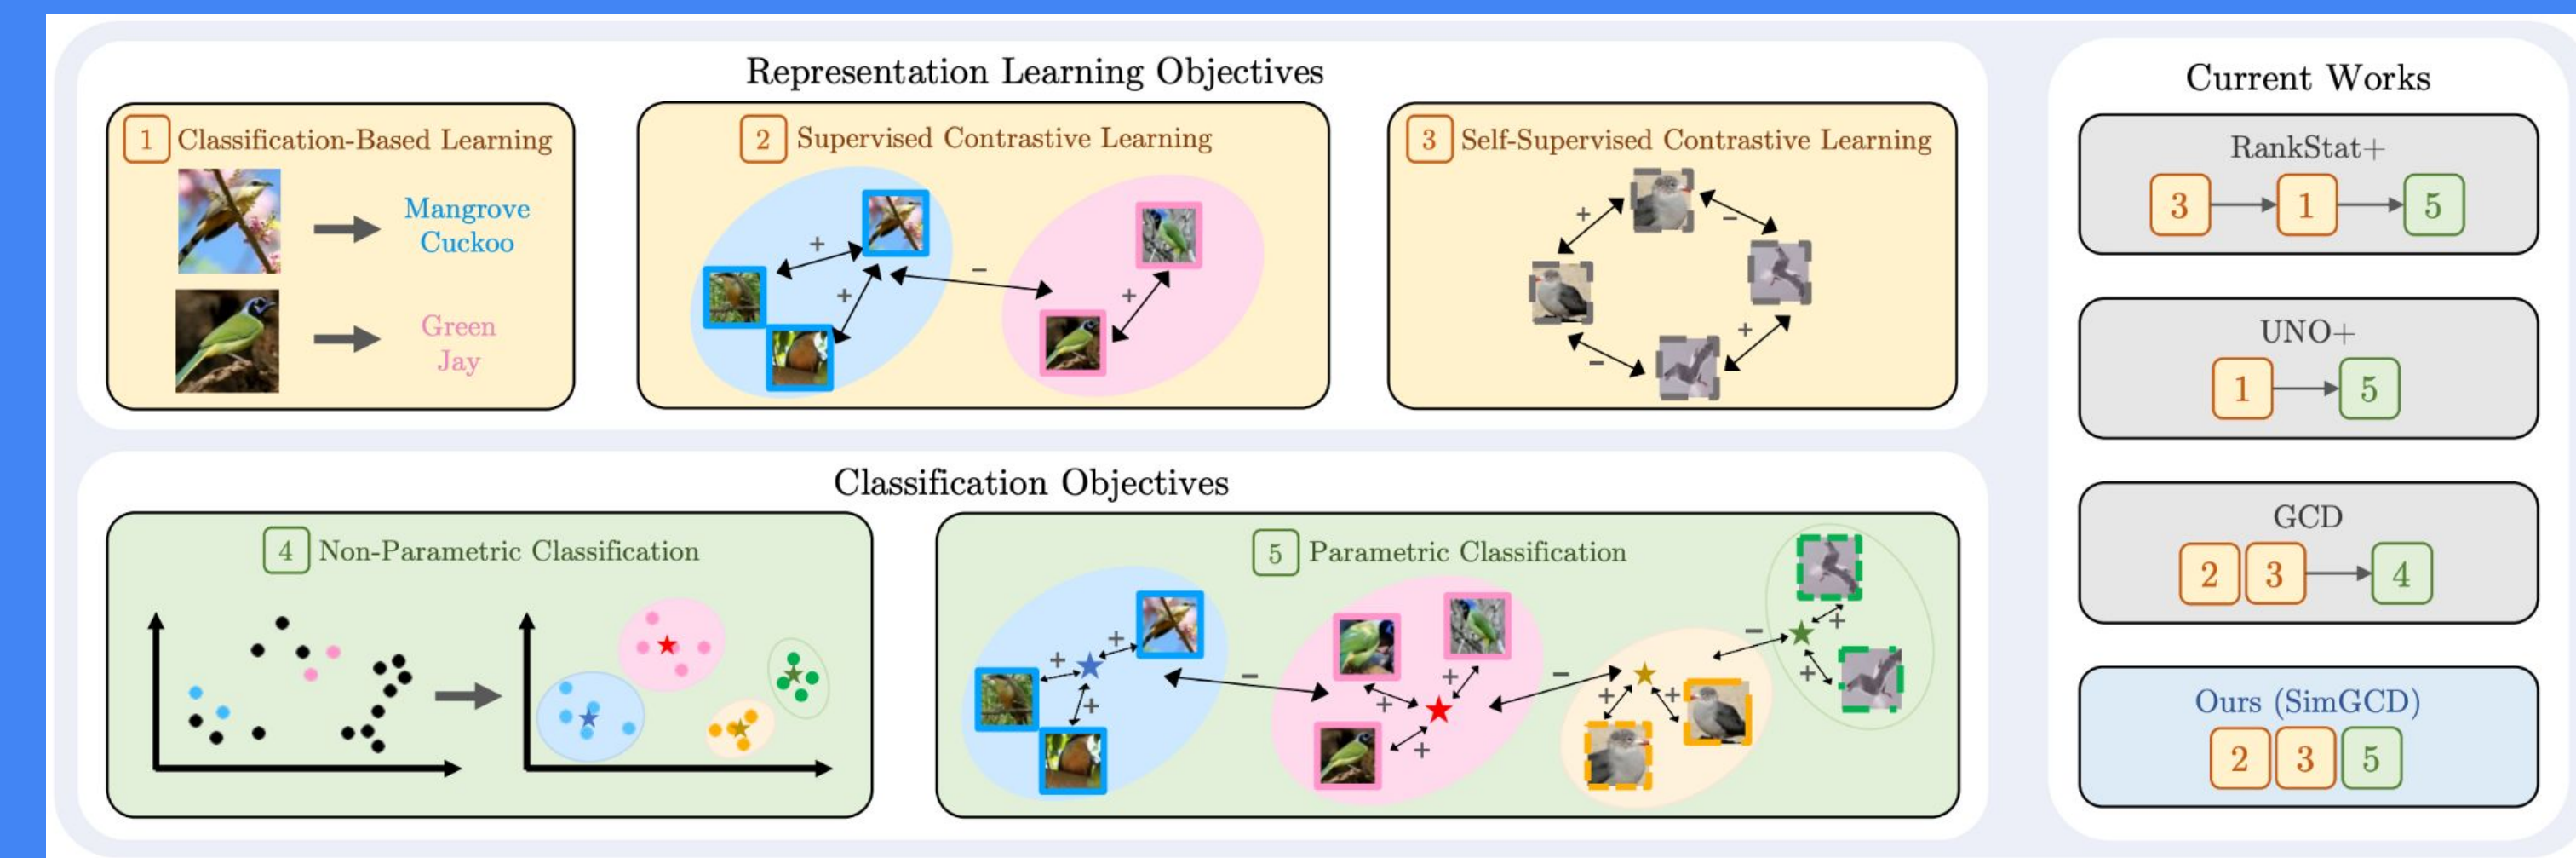 Representation Learning Objectives
1 Classification-Based Learning
Mangrove
Cuckoo
Green
Jay
2 Supervised Contrastive Learning
+
+
−
+
3 Self-Supervised Contrastive Learning
+
−
+
−
Classification Objectives
4 Non-Parametric Classification
5 Parametric Classification
+
+
+
−
+
+
+
−
+
+
−
+
+
Current Works
RankStat+
3 1 5
UNO+
1 5
GCD
2 3 4
Ours (SimGCD)
2 3 5